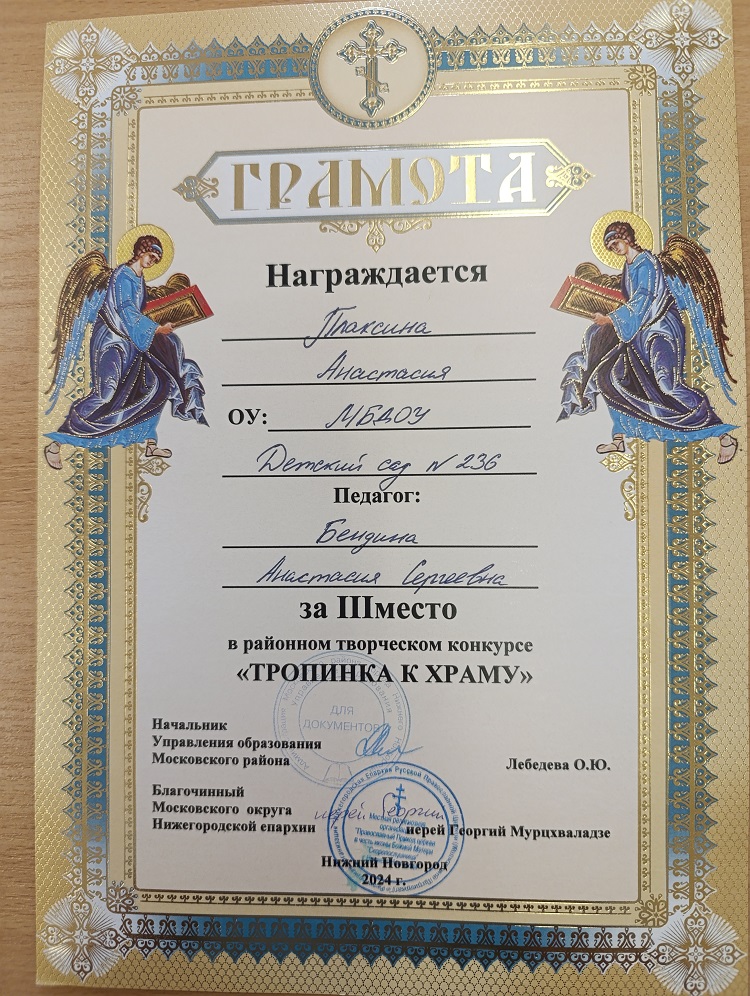 ГРАМОТА
Награждается
Плаксина
Анастасия
ОУ: МБДОУ
Детский сад N 236
Педагог:
Бендина
Анастасия Сергеевна
за IIIместо
в районном творческом конкурсе
«ТРОПИНКА К ХРАМУ»
ДЛЯ
ДОКУМЕНТОВ
Начальник
Управления образования
Московского района Лебедева О.Ю.
Благочинный
Московского округа иерей Георгий
Нижегородской епархии иерей Георгий Мурцхваладзе
Нижний Новгород
2024 г.